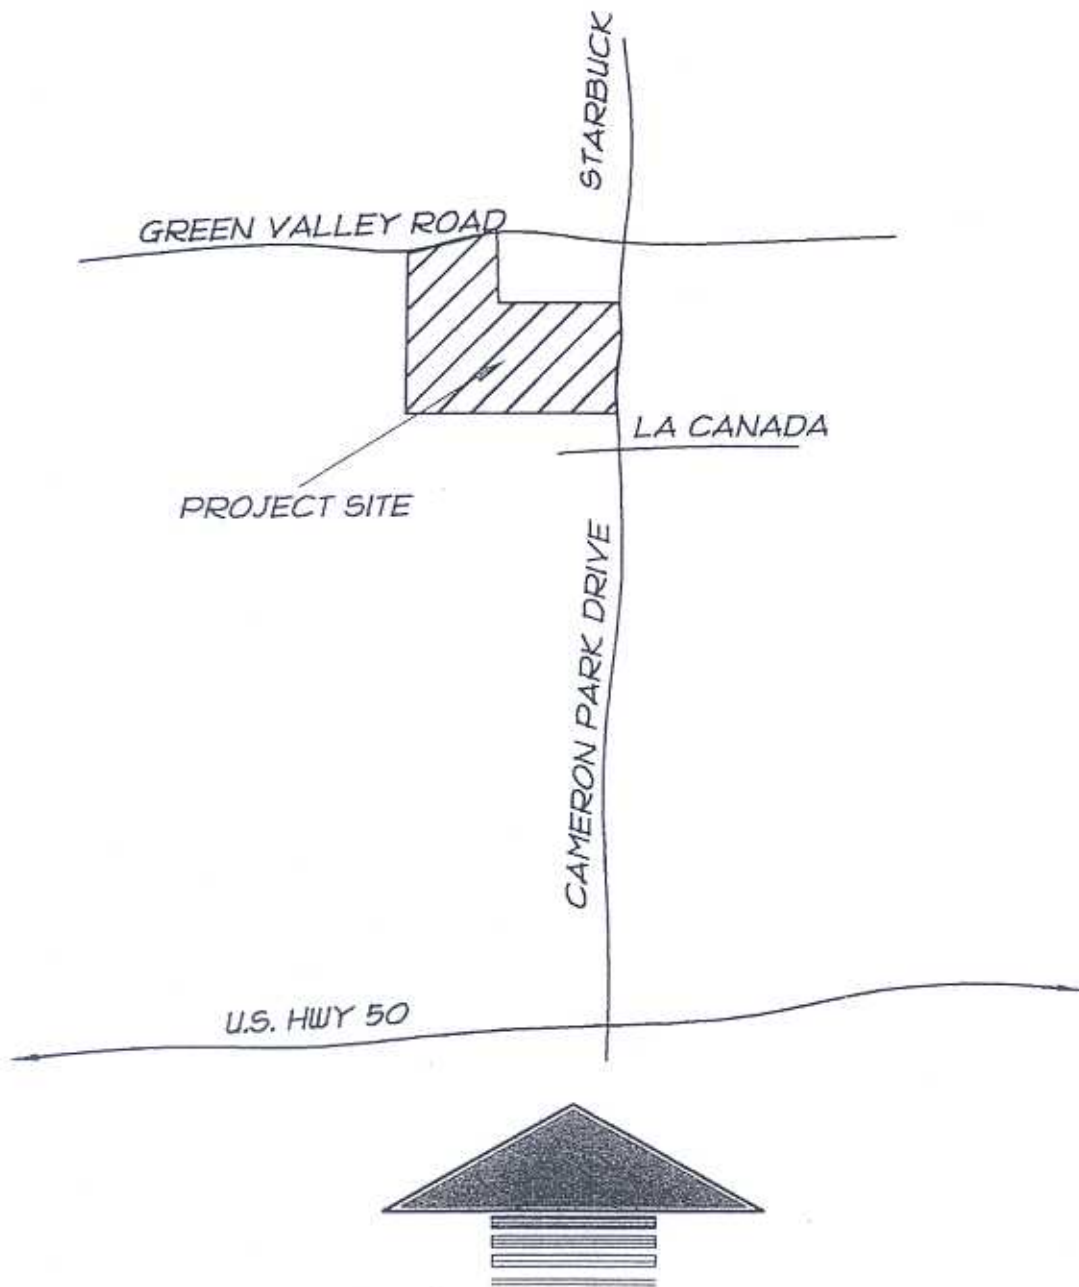 STARBUCK
GREEN VALLEY ROAD
LA CANADA
PROJECT SITE
CAMERON PARK DRIVE
U.S. HWY 50